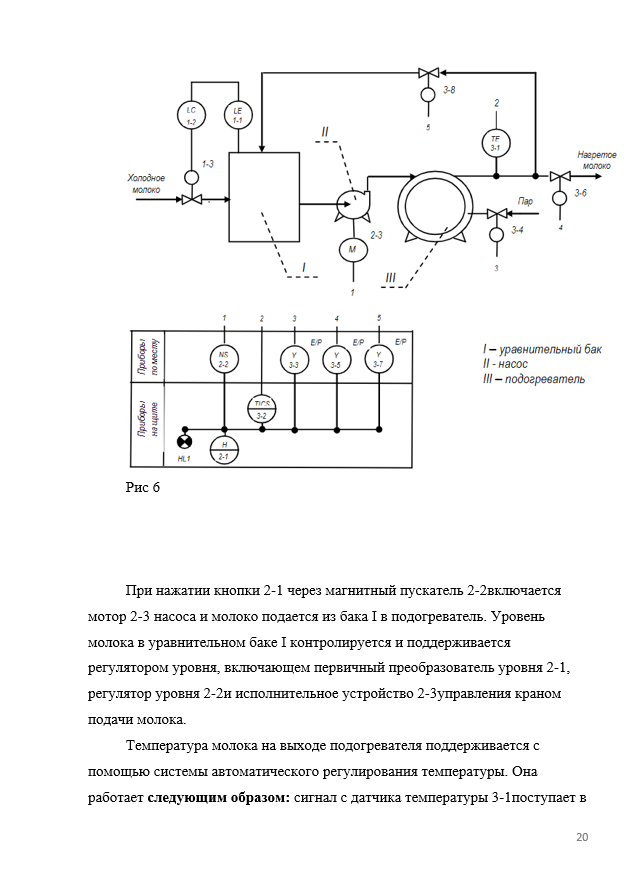 LC
1-2
LE
1-1
II
3-8
5
2
TE
3-1
Нагретое
молоко
1-3
Холодное
молоко
3-6
4
Пар
3-4
3
2-3
M
I
III
1
1
2
3
4
5
Приборы
по месту
NS
2-2
Y
3-3
E/P
Y
3-5
E/P
Y
3-7
E/P
I – уравнительный бак
II - насос
III – подогреватель
Приборы
на щите
TICS
3-2
HL1
H
2-1
Рис 6
При нажатии кнопки 2-1 через магнитный пускатель 2-2включается
мотор 2-3 насоса и молоко подается из бака I в подогреватель. Уровень
молока в уравнительном баке I контролируется и поддерживается
регулятором уровня, включающем первичный преобразователь уровня 2-1,
регулятор уровня 2-2и исполнительное устройство 2-3управления краном
подачи молока.
Температура молока на выходе подогревателя поддерживается с
помощью системы автоматического регулирования температуры. Она
работает следующим образом: сигнал с датчика температуры 3-1поступает в
20